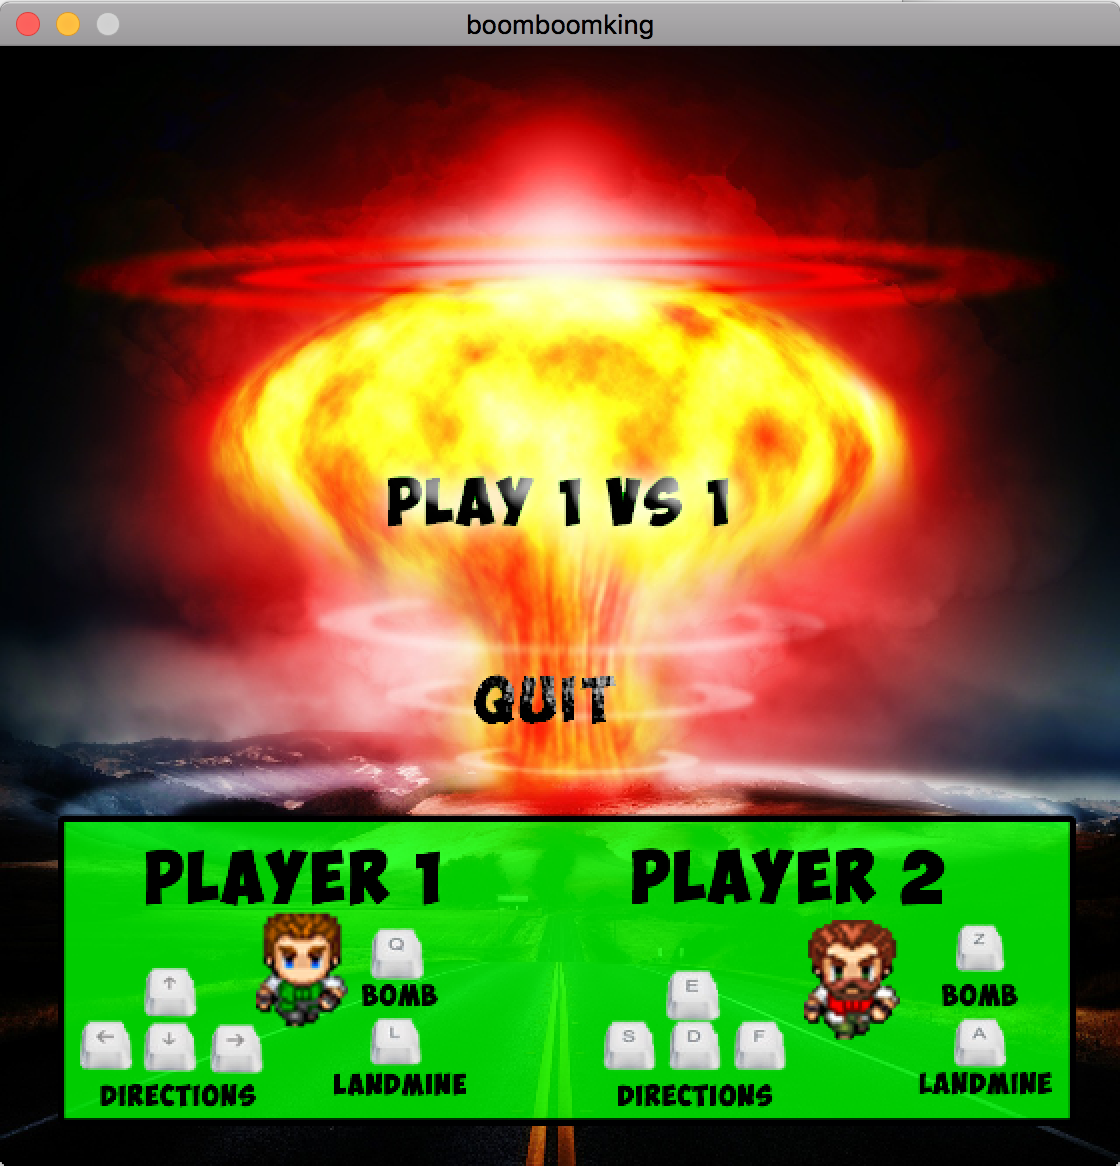 boomboomking
PLAY 1 VS 1
QUIT
PLAYER 1
Q
BOMB
↑
← ↓ →
L
DIRECTIONS
LANDMINE
PLAYER 2
Z
BOMB
E
S D F
A
DIRECTIONS
LANDMINE